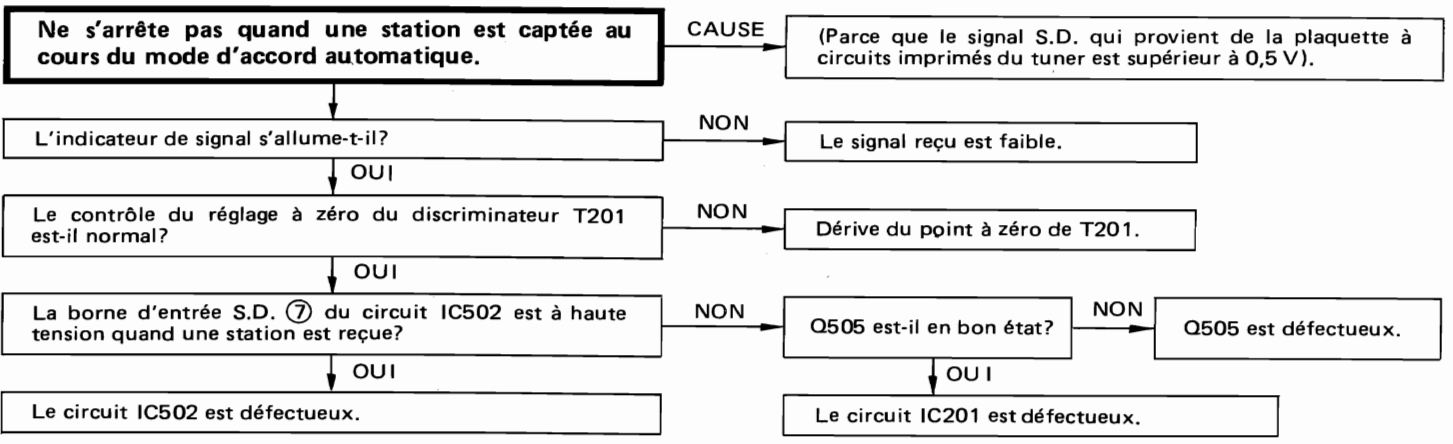 Ne s'arrête pas quand une station est captée au
cours du mode d'accord automatique.
CAUSE
(Parce que le signal S.D. qui provient de la plaquette à
circuits imprimés du tuner est supérieur à 0,5 V).
L'indicateur de signal s'allume-t-il?
NON
Le signal reçu est faible.
OUI
Le contrôle du réglage à zéro du discriminateur T201
est-il normal?
NON
Dérive du point à zéro de T201.
OUI
La borne d'entrée S.D. ⑦ du circuit IC502 est à haute
tension quand une station est reçue?
NON
Q505 est-il en bon état?
NON
Q505 est défectueux.
OUI
OUI
Le circuit IC502 est défectueux.
Le circuit IC201 est défectueux.